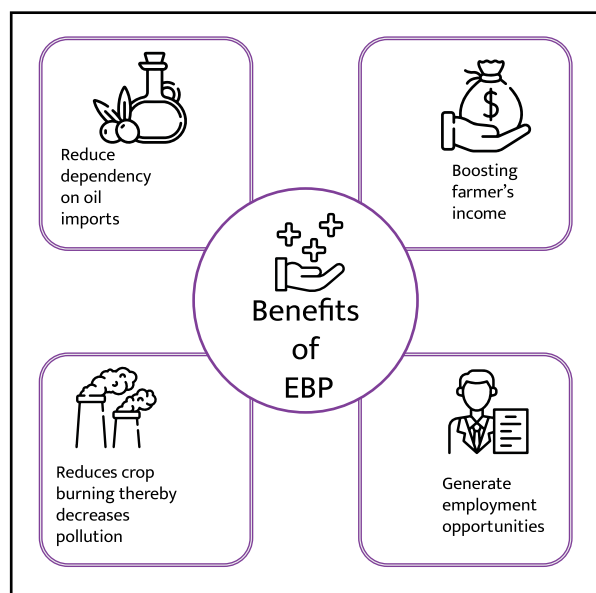 Reduce
dependency
on oil
imports
$
Boosting
farmer's
income
Benefits
of
EBP
Reduces crop
burning thereby
decreases
pollution
Generate
employment
opportunities